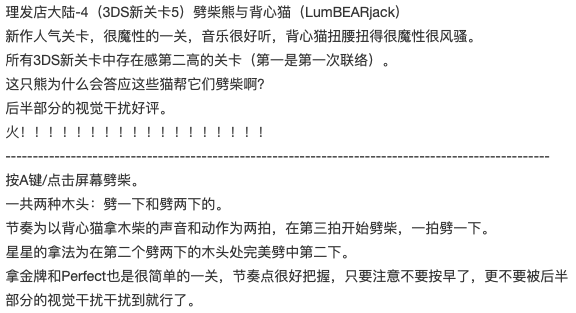 理发店大陆-4（3DS新关卡5）劈柴熊与背心猫（LumBEARjack）
新作人气关卡，很魔性的一关，音乐很好听，背心猫扭腰扭得很魔性很风骚。
所有3DS新关卡中存在感第二高的关卡（第一是第一次联络）。
这只熊为什么会答应这些猫帮它们劈柴啊？
后半部分的视觉干扰好评。
火！！！！！！！！！！！！！！！！！！
----------------------------------------------------------------------------------------------------
按A键/点击屏幕劈柴。
一共两种木头：劈一下和劈两下的。
节奏为以背心猫拿木柴的声音和动作为两拍，在第三拍开始劈柴，一拍劈一下。
星星的拿法为在第二个劈两下的木头处完美劈中第二下。
拿金牌和Perfect也是很简单的一关，节奏点很好把握，只要注意不要按早了，更不要被后半
部分的视觉干扰干扰到就行了。